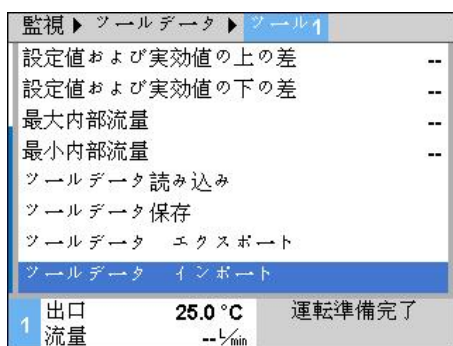 監視 ▶ ツールデータ ▶ ツール1
設定値および実効値の上の差 --
設定値および実効値の下の差 --
最大内部流量 --
最小内部流量 --
ツールデータ読み込み
ツールデータ保存
ツールデータ エクスポート
ツールデータ インポート
1 出口 25.0 °C 運転準備完了
流量 -- L/min